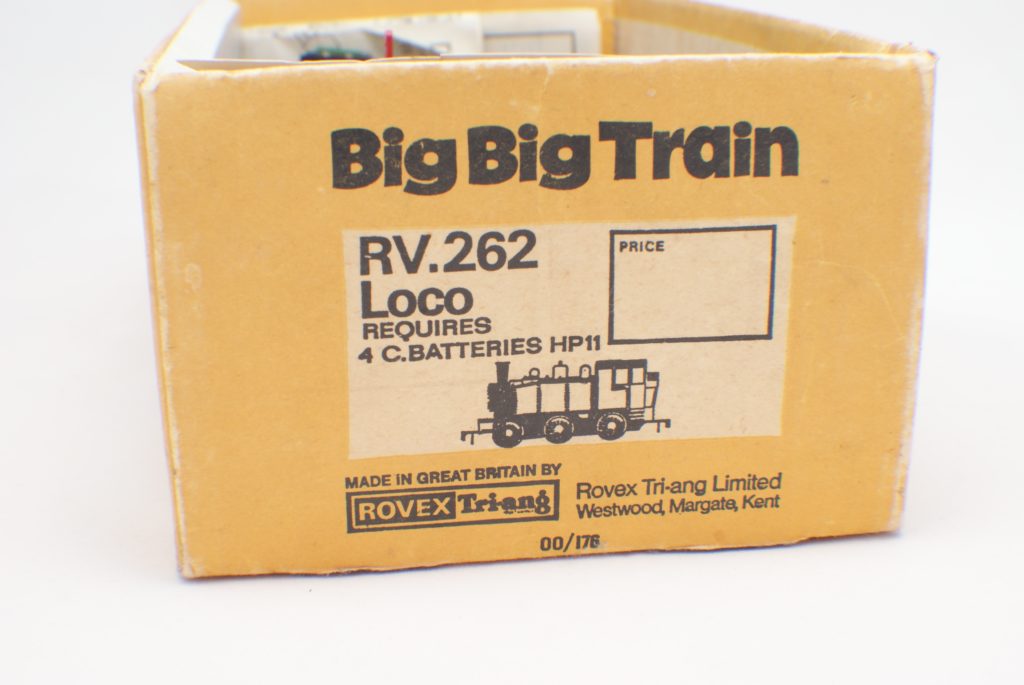 Big Big Train
RV.262
Loco
REQUIRES
4 C.BATTERIES HP11
PRICE
MADE IN GREAT BRITAIN BY
ROVEX Tri-ang
Rovex Tri-ang Limited
Westwood, Margate, Kent
00/176